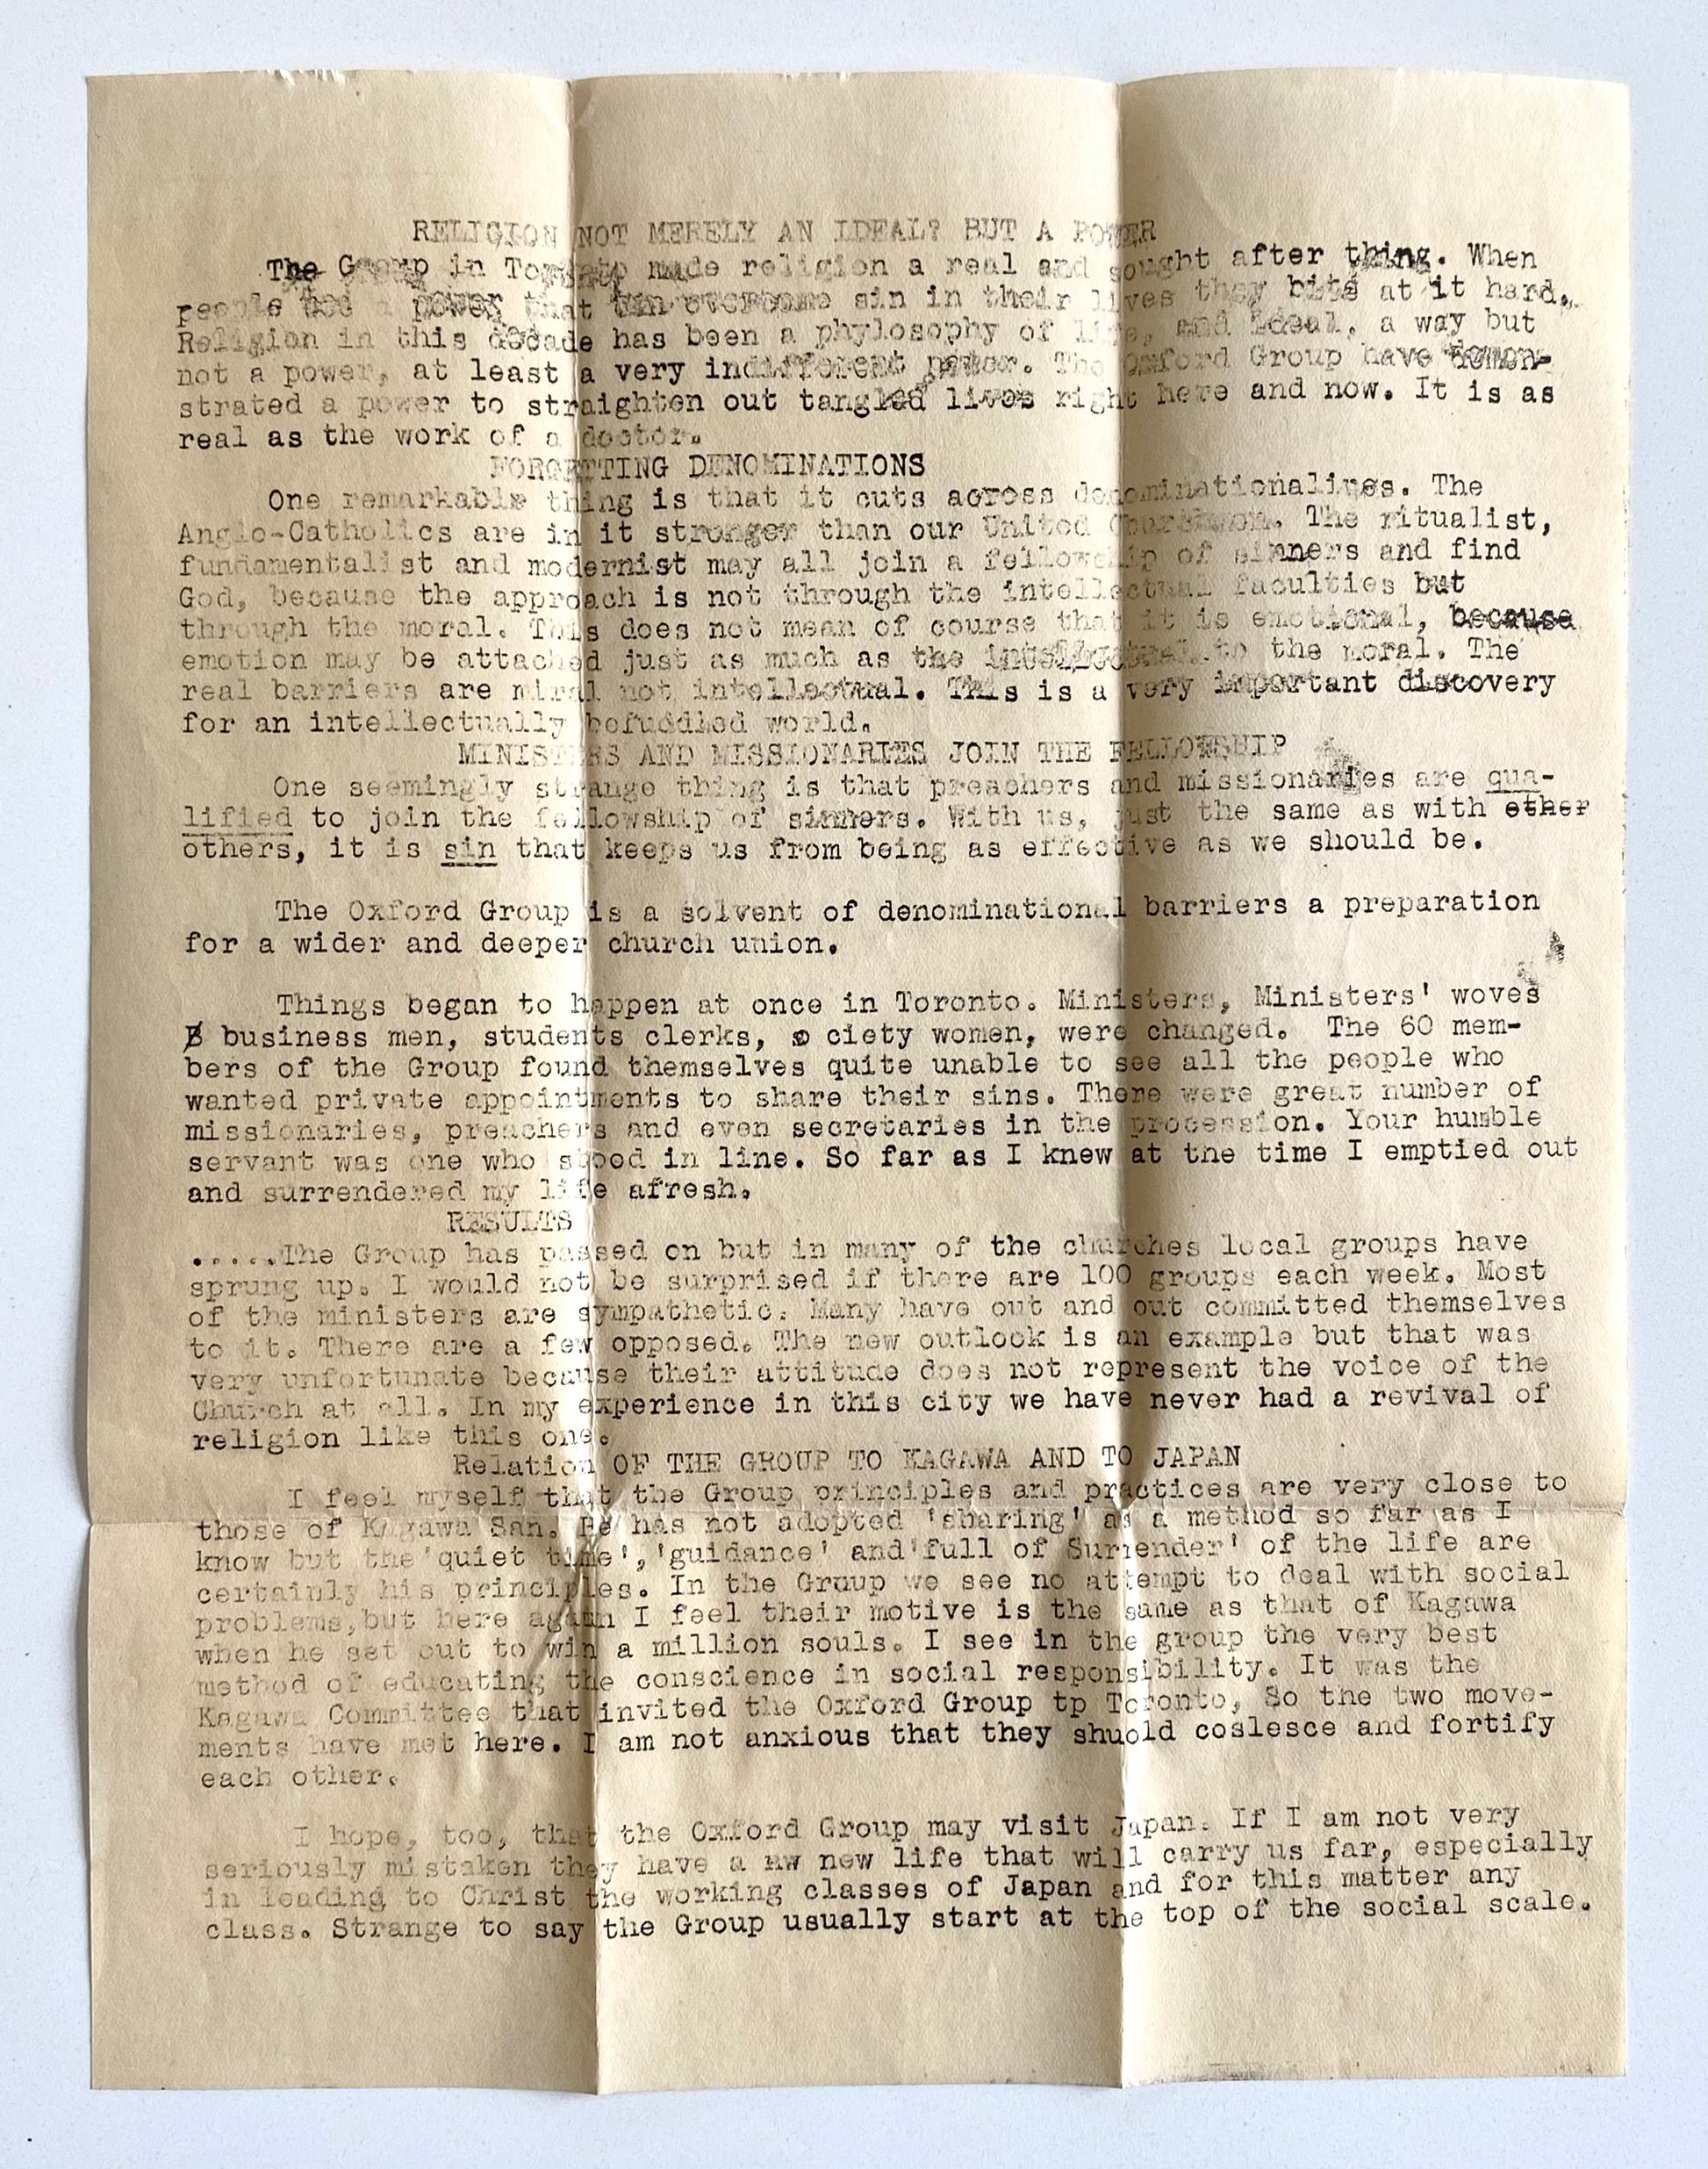 RELIGION NOT MERELY AN IDEAL? BUT A POWER
The Group in Toronto made religion a real and sought after thing. When
people see a power that can overcome sin in their lives they bite at it hard.
Religion in this decade has been a phylosophy of life, and ideal, a way but
not a power, at least a very indifferent power. The Oxford Group have demon-
strated a power to straighten out tangled lives right here and now. It is as
real as the work of a doctor.
FORGETTING DENOMINATIONS
One remarkable thing is that it cuts across denominationalives. The
Anglo-Catholics are in it stronger than our United Churchmen. The ritualist,
fundamentalist and modernist may all join a fellowship of sinners and find
God, because the approach is not through the intellectual faculties but
through the moral. This does not mean of course that it is emotional, because
emotion may be attached just as much as the intellectual to the moral. The
real barriers are miral not intellectual. This is a very important discovery
for an intellectually befuddled world.
MINISTERS AND MISSIONARIES JOIN THE FELLOWSHIP
One seemingly strange thing is that preachers and missionaries are qua-
lified to join the fellowship of sinners. With us, just the same as with ether
others, it is sin that keeps us from being as effective as we should be.
The Oxford Group is a solvent of denominational barriers a preparation
for a wider and deeper church union.
Things began to happen at once in Toronto. Ministers, Ministers' woves
B business men, students clerks, so ciety women, were changed. The 60 mem-
bers of the Group found themselves quite unable to see all the people who
wanted private appointments to share their sins. There were great number of
missionaries, preachers and even secretaries in the procession. Your humble
servant was one who stood in line. So far as I knew at the time I emptied out
and surrendered my life afresh.
RESULTS
.....The Group has passed on but in many of the churches local groups have
sprung up. I would not be surprised if there are 100 groups each week. Most
of the ministers are sympathetic. Many have out and out committed themselves
to it. There are a few opposed. The new outlook is an example but that was
very unfortunate because their attitude does not represent the voice of the
Church at all. In my experience in this city we have never had a revival of
religion like this one.
Relation OF THE GROUP TO KAGAWA AND TO JAPAN
I feel myself that the Group principles and practices are very close to
those of Kagawa San. He has not adopted 'sharing' as a method so far as I
know but the'quiet time','guidance' and'full of Surrender' of the life are
certainly his principles. In the Group we see no attempt to deal with social
problems,but here again I feel their motive is the same as that of Kagawa
when he set out to win a million souls. I see in the group the very best
method of educating the conscience in social responsibility. It was the
Kagawa Committee that invited the Oxford Group tp Toronto, So the two move-
ments have met here. I am not anxious that they shuold coslesce and fortify
each other.
I hope, too, that the Oxford Group may visit Japan. If I am not very
seriously mistaken they have a nw new life that will carry us far, especially
in leading to Christ the working classes of Japan and for this matter any
class. Strange to say the Group usually start at the top of the social scale.